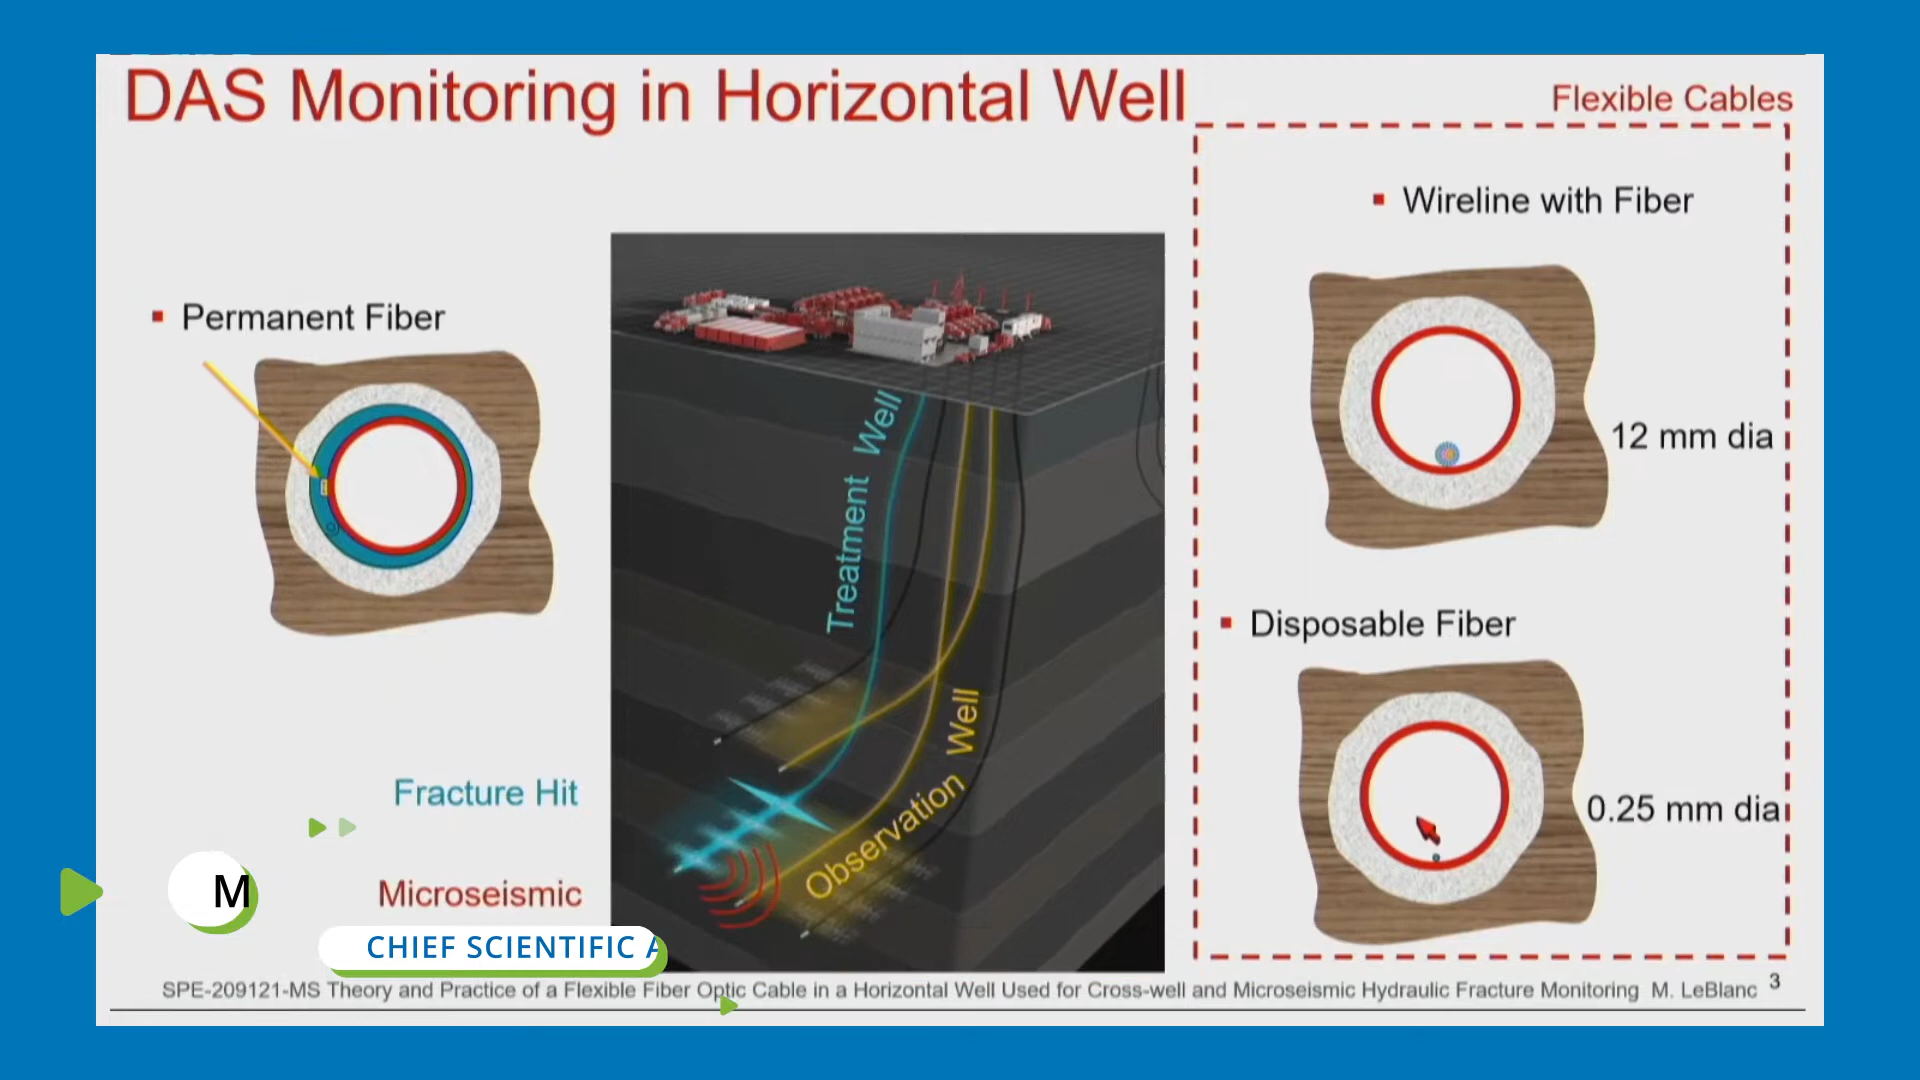 DAS Monitoring in Horizontal Well
Flexible Cables
Wireline with Fiber
Permanent Fiber
12 mm dia
Treatment Well
Disposable Fiber
Observation Well
Fracture Hit
0.25 mm dia
M
Microseismic
CHIEF SCIENTIFIC
SPE-209121-MS Theory and Practice of a Flexible Fiber Optic Cable in a Horizontal Well Used for Cross-well and Microseismic Hydraulic Fracture Monitoring M. LeBlanc
3